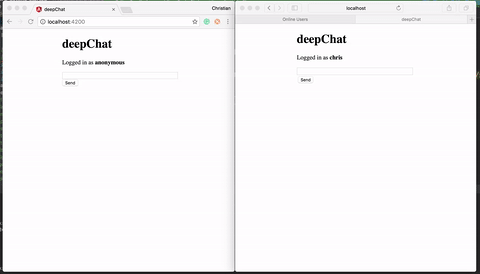 deepChat
Christian
localhost:4200
deepChat
Logged in as anonymous
Send
localhost
Online Users
deepChat
deepChat
Logged in as chris
Send